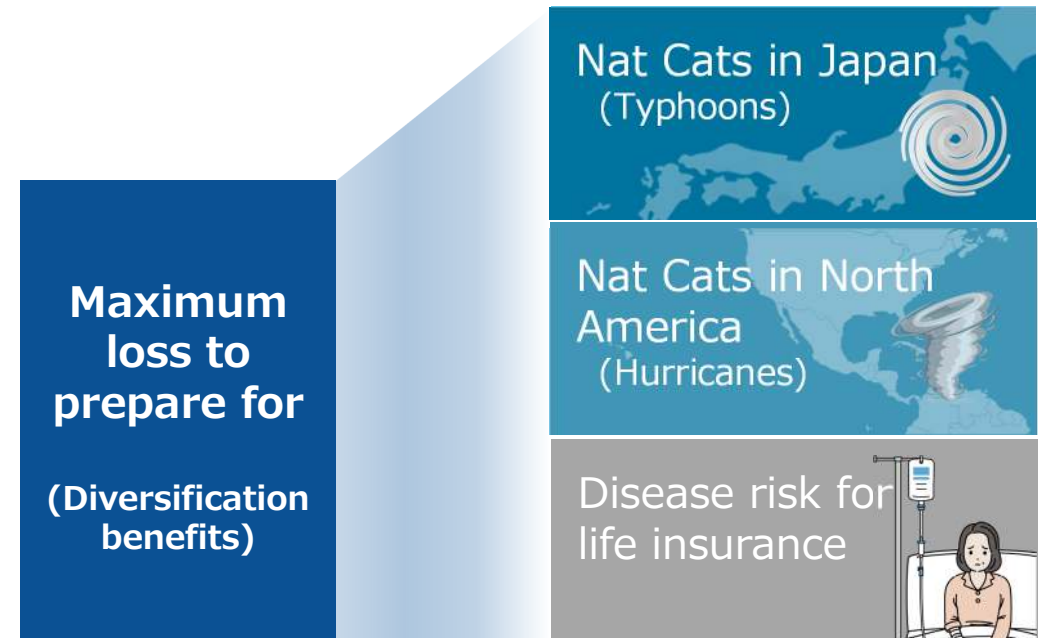 Maximum
loss to
prepare for
(Diversification
benefits)
Nat Cats in Japan
(Typhoons)
Nat Cats in North
America
(Hurricanes)
Disease risk for
life insurance